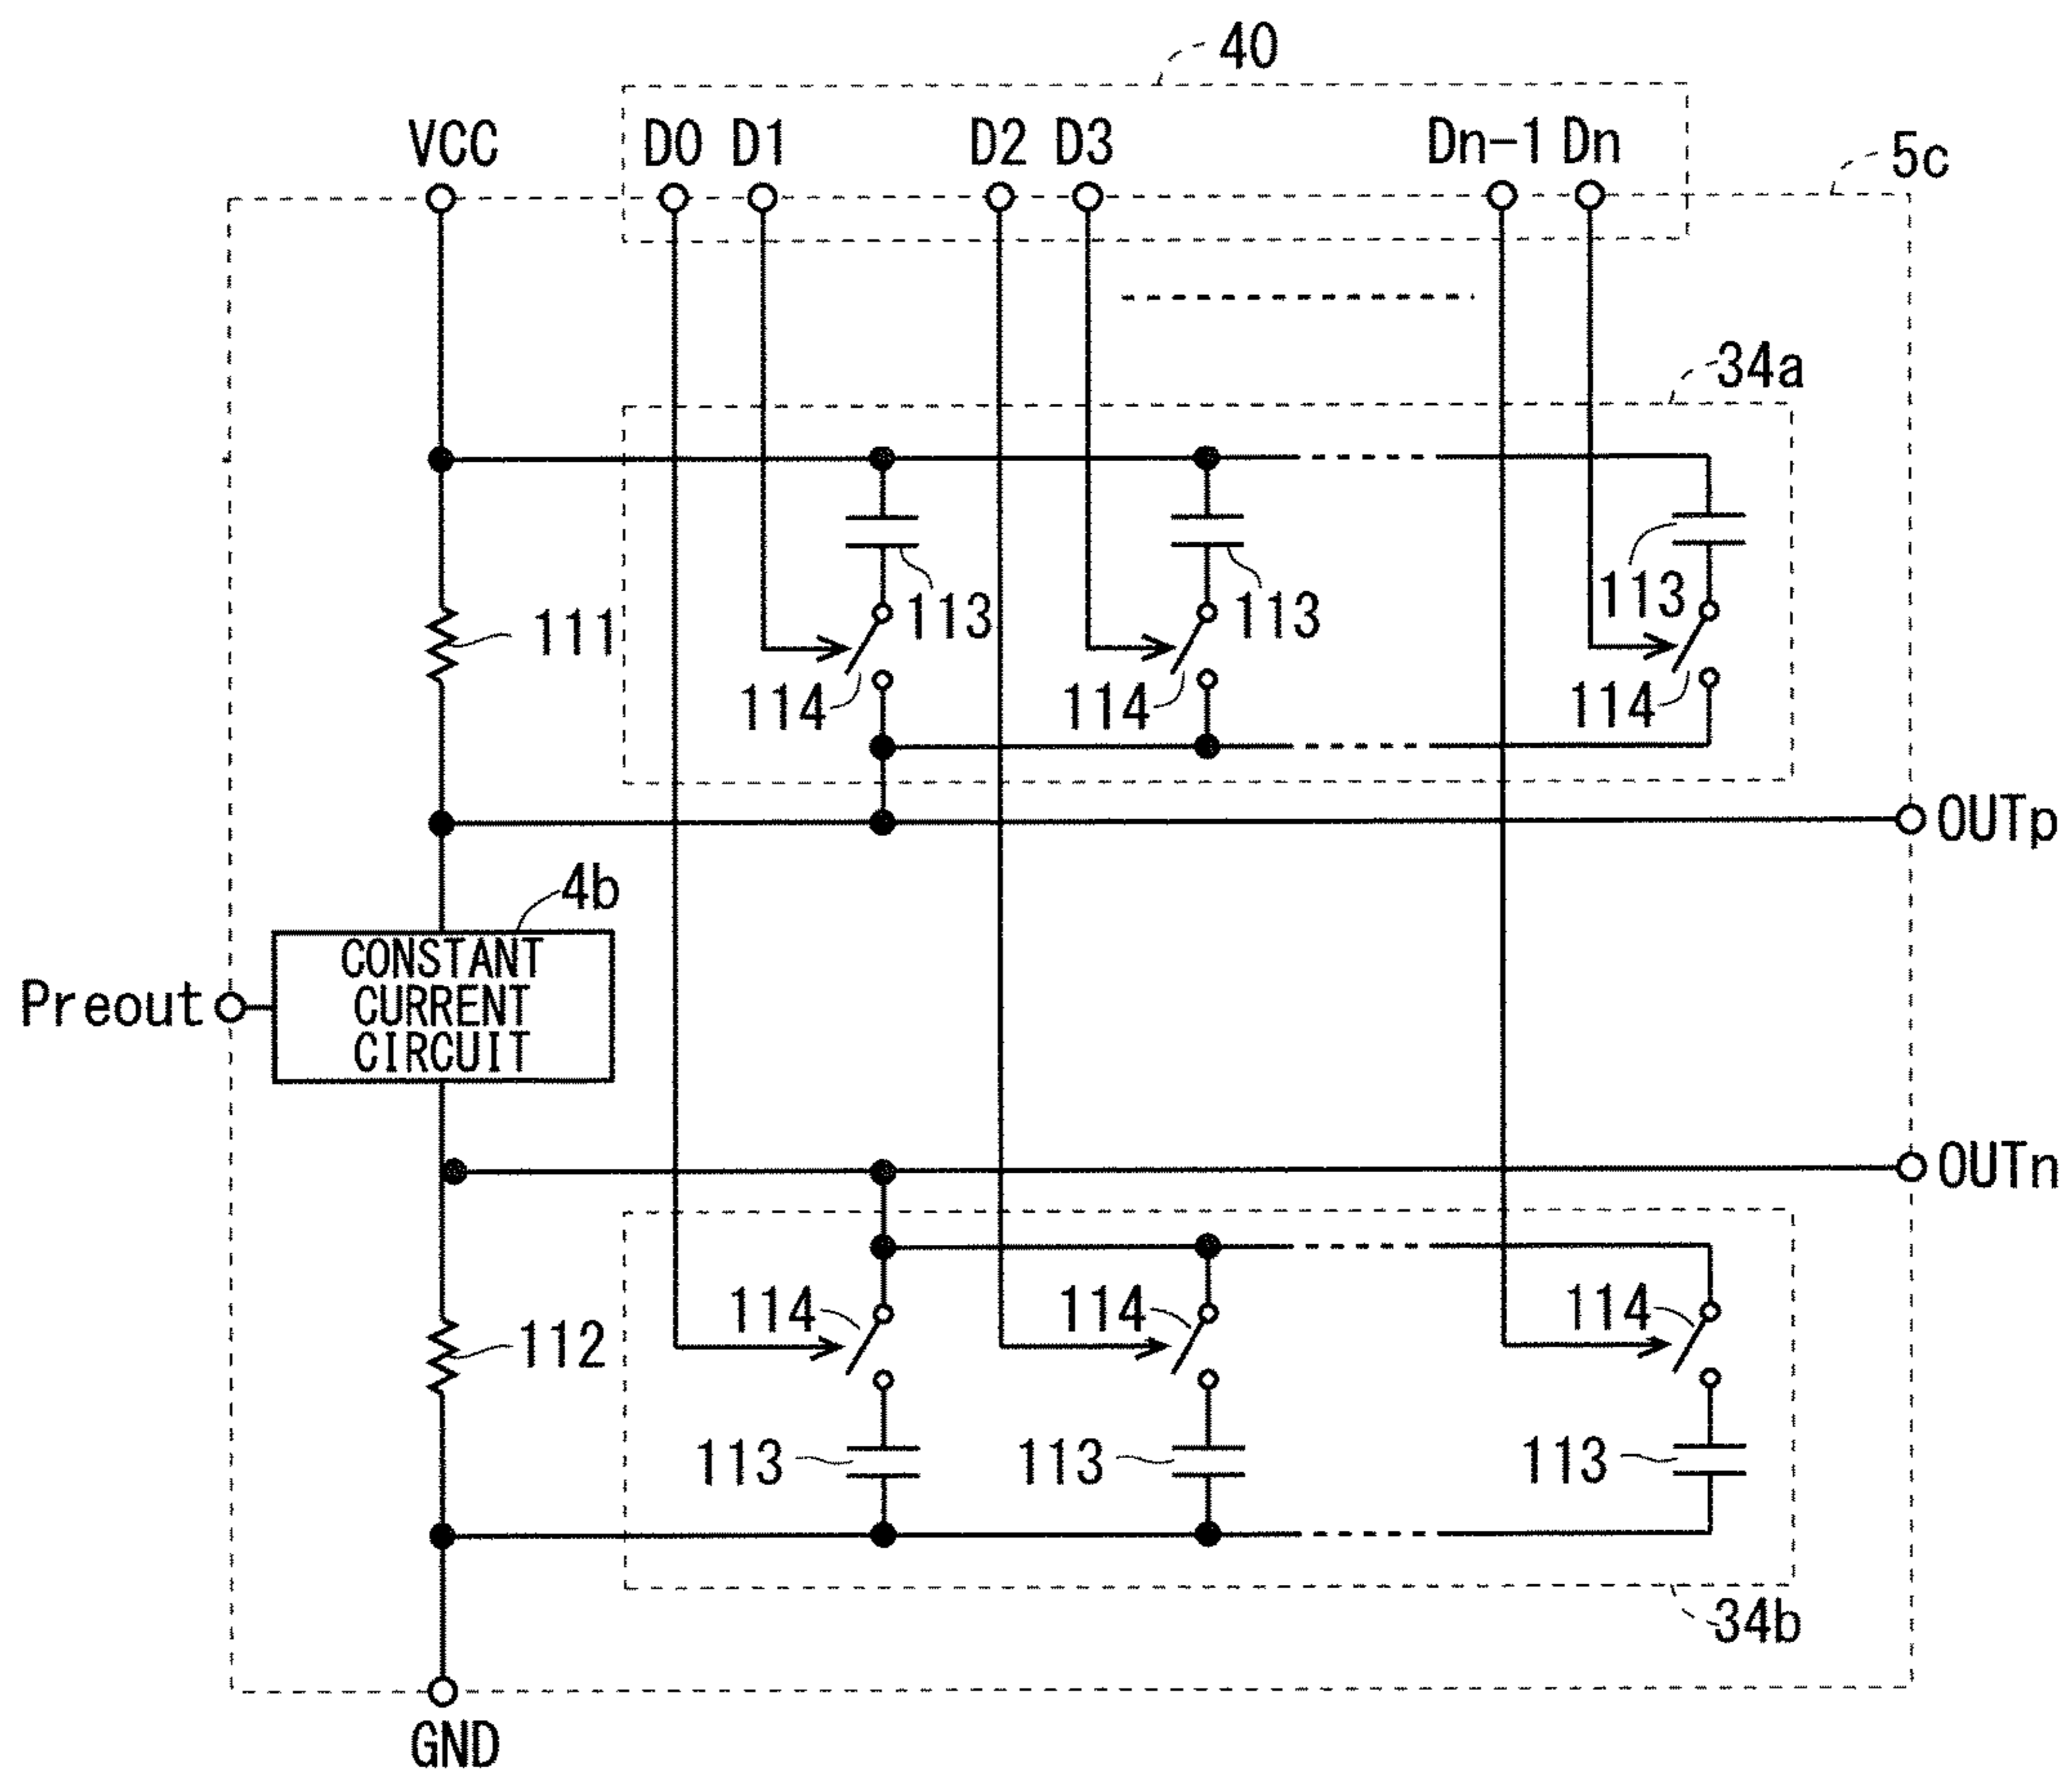 40
VCC D0 D1 D2 D3 Dn-1 Dn
5c
34a
113 113 113
111
114 114 114
OUTp
4b
CONSTANT
CURRENT
CIRCUIT
Preout
OUTn
114 114 114
112
113 113 113
34b
GND